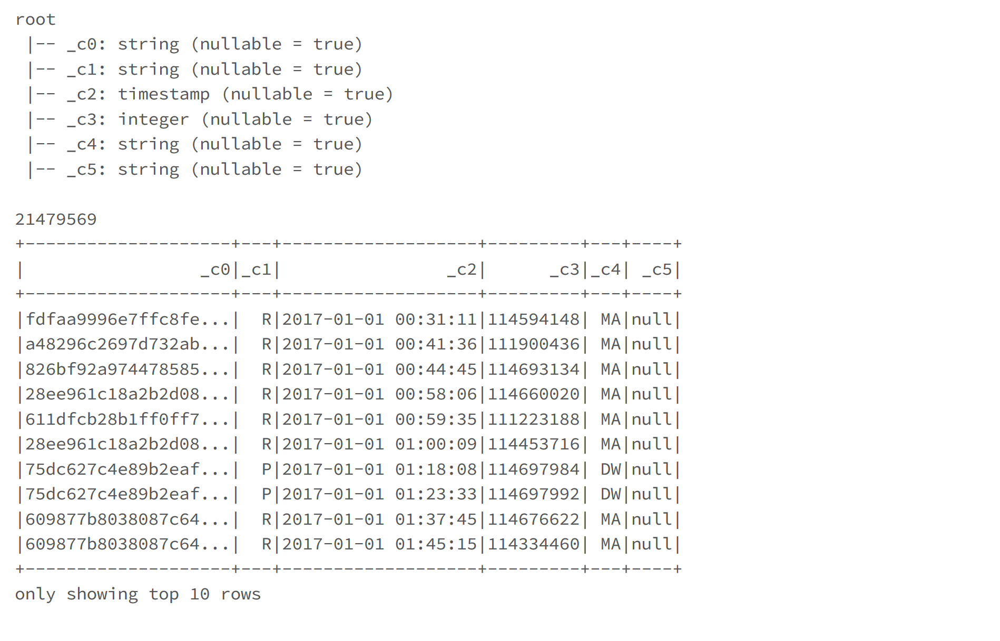 root
 |-- _c0: string (nullable = true)
 |-- _c1: string (nullable = true)
 |-- _c2: timestamp (nullable = true)
 |-- _c3: integer (nullable = true)
 |-- _c4: string (nullable = true)
 |-- _c5: string (nullable = true)

21479569
+--------------------+---+-------------------+---------+---+----+
|                 _c0|_c1|                _c2|      _c3|_c4| _c5|
+--------------------+---+-------------------+---------+---+----+
|fdfaa9996e7ffc8fe...|  R|2017-01-01 00:31:11|114594148| MA|null|
|a48296c2697d732ab...|  R|2017-01-01 00:41:36|111900436| MA|null|
|826bf92a974478585...|  R|2017-01-01 00:44:45|114693134| MA|null|
|28ee961c18a2b2d08...|  R|2017-01-01 00:58:06|114660020| MA|null|
|611dfcb28b1ff0ff7...|  R|2017-01-01 00:59:35|111223188| MA|null|
|28ee961c18a2b2d08...|  R|2017-01-01 01:00:09|114453716| MA|null|
|75dc627c4e89b2eaf...|  P|2017-01-01 01:18:08|114697984| DW|null|
|75dc627c4e89b2eaf...|  P|2017-01-01 01:23:33|114697992| DW|null|
|609877b8038087c64...|  R|2017-01-01 01:37:45|114676622| MA|null|
|609877b8038087c64...|  R|2017-01-01 01:45:15|114334460| MA|null|
+--------------------+---+-------------------+---------+---+----+
only showing top 10 rows